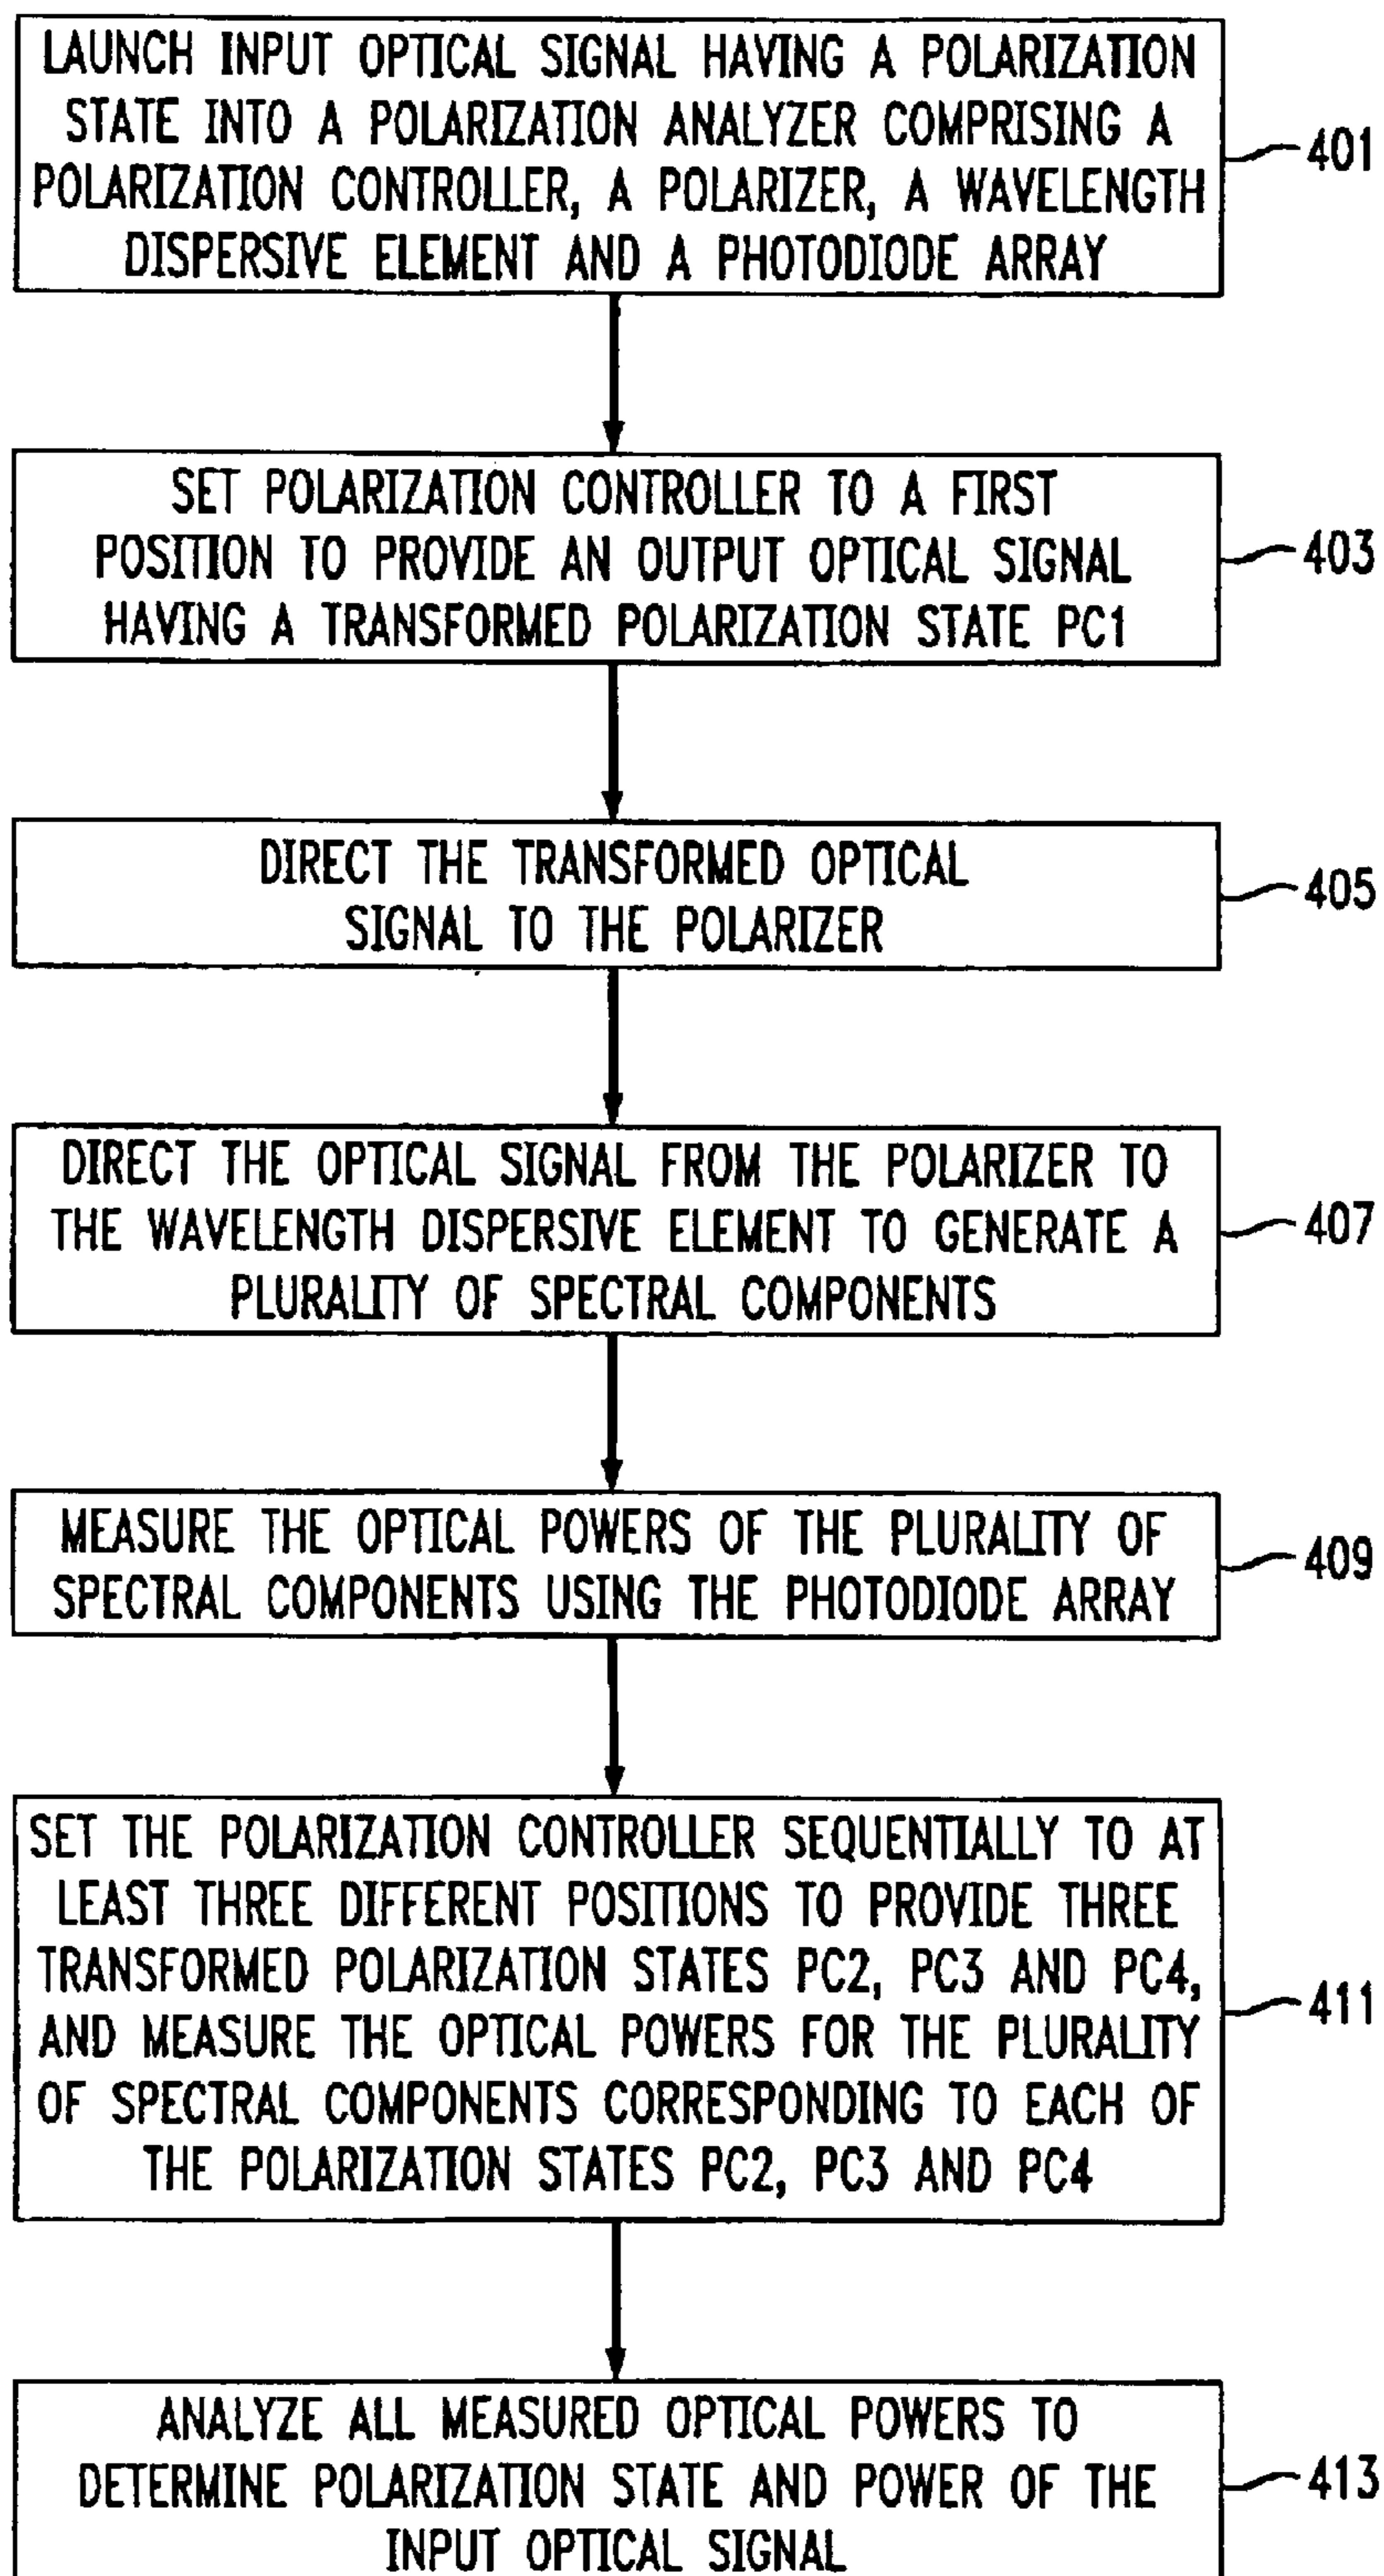 LAUNCH INPUT OPTICAL SIGNAL HAVING A POLARIZATION
STATE INTO A POLARIZATION ANALYZER COMPRISING A
POLARIZATION CONTROLLER, A POLARIZER, A WAVELENGTH
DISPERSIVE ELEMENT AND A PHOTODIODE ARRAY
401
SET POLARIZATION CONTROLLER TO A FIRST
POSITION TO PROVIDE AN OUTPUT OPTICAL SIGNAL
HAVING A TRANSFORMED POLARIZATION STATE PC1
403
DIRECT THE TRANSFORMED OPTICAL
SIGNAL TO THE POLARIZER
405
DIRECT THE OPTICAL SIGNAL FROM THE POLARIZER TO
THE WAVELENGTH DISPERSIVE ELEMENT TO GENERATE A
PLURALITY OF SPECTRAL COMPONENTS
407
MEASURE THE OPTICAL POWERS OF THE PLURALITY OF
SPECTRAL COMPONENTS USING THE PHOTODIODE ARRAY
409
SET THE POLARIZATION CONTROLLER SEQUENTIALLY TO AT
LEAST THREE DIFFERENT POSITIONS TO PROVIDE THREE
TRANSFORMED POLARIZATION STATES PC2, PC3 AND PC4,
AND MEASURE THE OPTICAL POWERS FOR THE PLURALITY
OF SPECTRAL COMPONENTS CORRESPONDING TO EACH OF
THE POLARIZATION STATES PC2, PC3 AND PC4
411
ANALYZE ALL MEASURED OPTICAL POWERS TO
DETERMINE POLARIZATION STATE AND POWER OF THE
INPUT OPTICAL SIGNAL
413